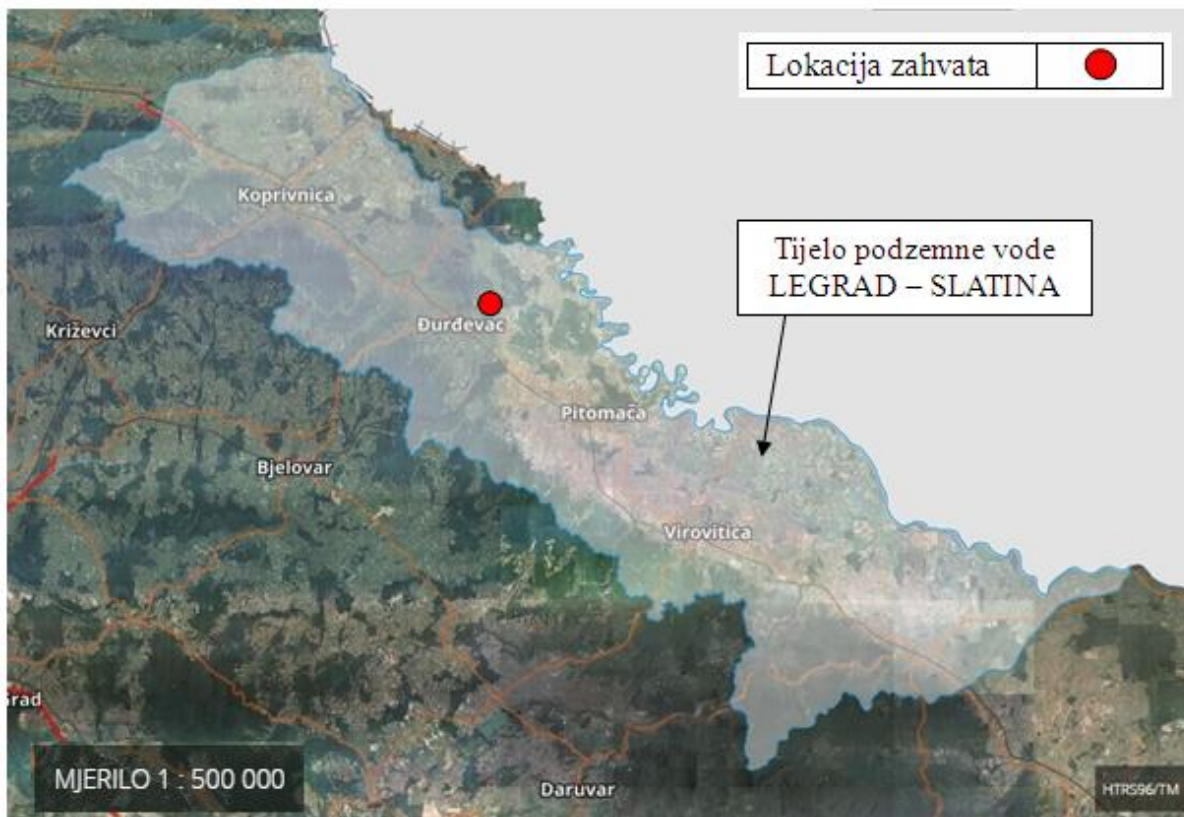 Lokacija zahvata
Koprivnica
Tijelo podzemne vode
LEGRAD – SLATINA
Đurđevac
Križevci
Pitomača
Bjelovar
Virovitica
Grad
MJERILO 1 : 500 000
Daruvar
HTRS96/TM